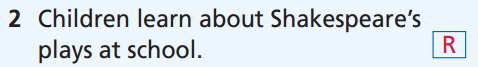 2 Children learn about Shakespeare's
plays at school.
R